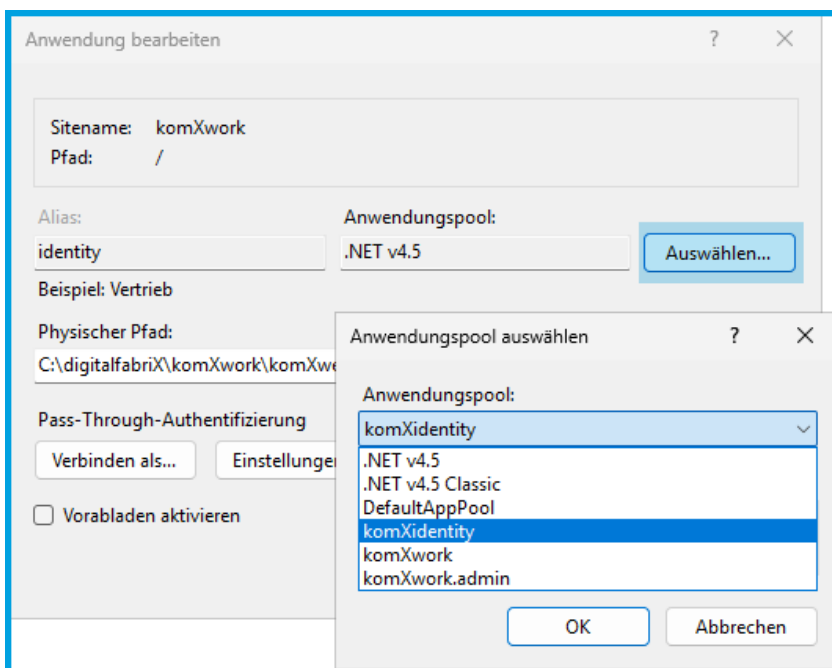 Anwendung bearbeiten ?
Sitename: komXwork
Pfad: /
Alias: Anwendungspool:
identity .NET v4.5 Auswählen...
Beispiel: Vertrieb
Physischer Pfad:
C:\digitalfabriX\komXwork\
Pass-Through-Authentifizierung
Verbinden als...
Vorabladen aktivieren
Anwendungspool auswählen ?
Anwendungspool:
komXidentity
.NET v4.5
.NET v4.5 Classic
DefaultAppPool
komXidentity
komXwork
komXwork.admin
OK Abbrechen